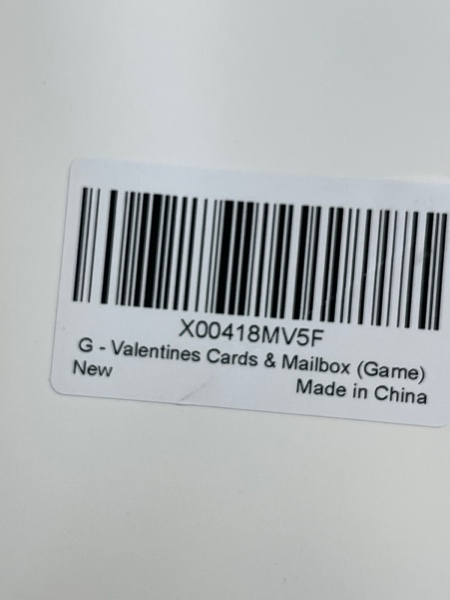 X00418MV5F
G - Valentines Cards & Mailbox (Game)
New
Made in China